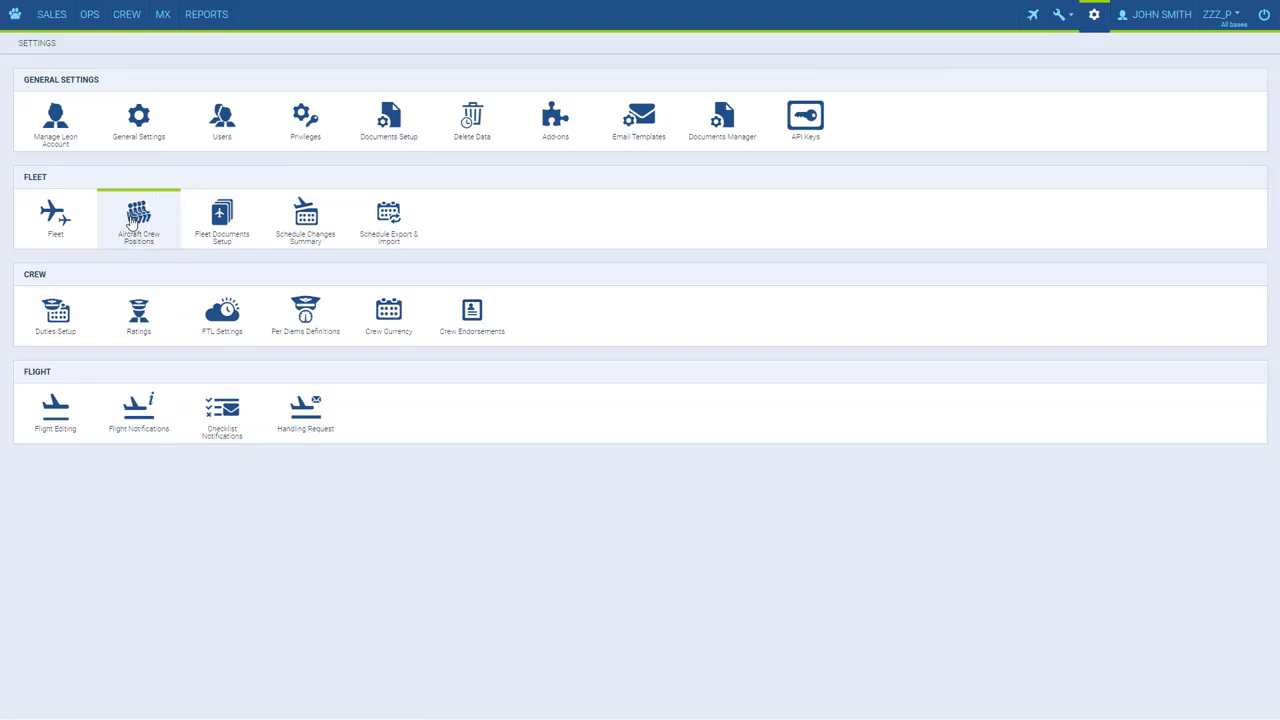 SALES OPS CREW MX REPORTS JOHN SMITH ZZZ_P
All bases
SETTINGS
GENERAL SETTINGS
Manage Leon Account
General Settings
Users
Privileges
Documents Setup
Delete Data
Add-ons
Email Templates
Documents Manager
API Keys
FLEET
Fleet
Aircraft Crew Positions
Fleet Documents Setup
Schedule Changes Summary
Schedule Export & Import
CREW
Duties Setup
Ratings
FTL Settings
Per Diems Definitions
Crew Currency
Crew Endorsements
FLIGHT
Flight Editing
Flight Notifications
Checklist Notifications
Handling Request